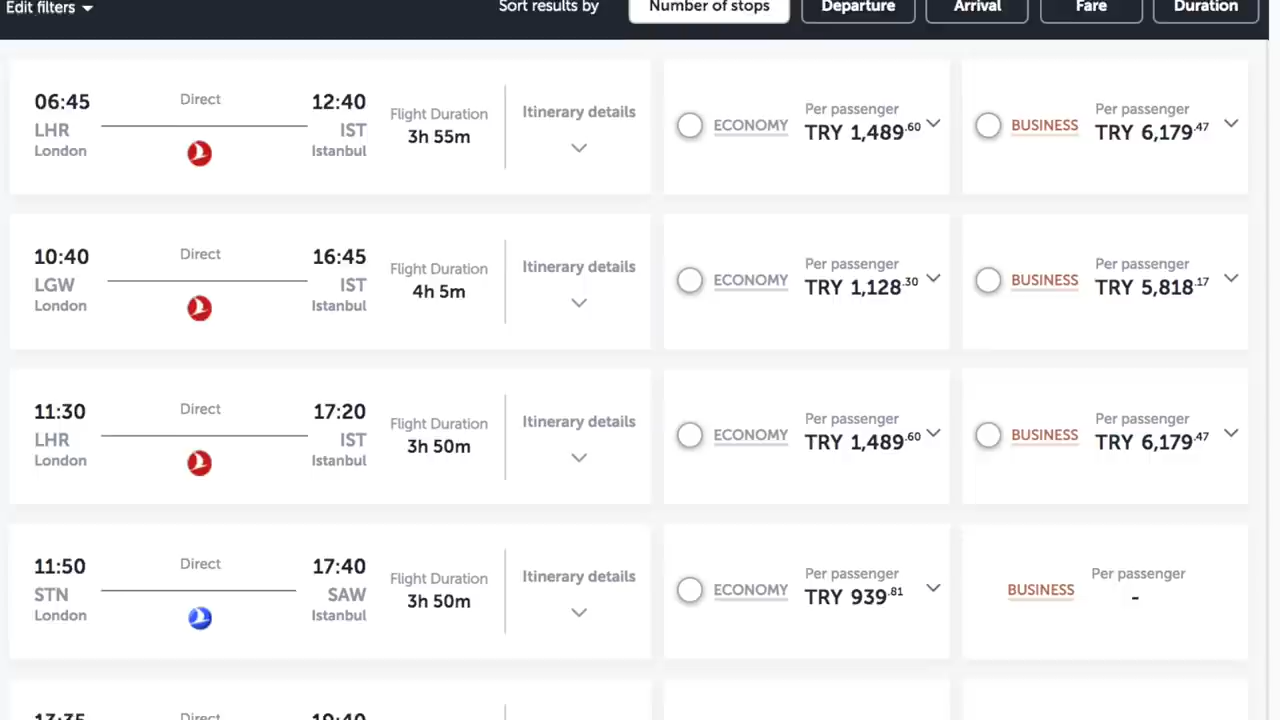 Edit filters
Sort results by
Number of stops
Departure
Arrival
Fare
Duration
06:45 Direct 12:40
LHR IST
London Istanbul
Flight Duration
3h 55m
Itinerary details
ECONOMY
Per passenger
TRY 1,489.60
BUSINESS
Per passenger
TRY 6,179.47
10:40 Direct 16:45
LGW IST
London Istanbul
Flight Duration
4h 5m
Itinerary details
ECONOMY
Per passenger
TRY 1,128.30
BUSINESS
Per passenger
TRY 5,818.17
11:30 Direct 17:20
LHR IST
London Istanbul
Flight Duration
3h 50m
Itinerary details
ECONOMY
Per passenger
TRY 1,489.60
BUSINESS
Per passenger
TRY 6,179.47
11:50 Direct 17:40
STN SAW
London Istanbul
Flight Duration
3h 50m
Itinerary details
ECONOMY
Per passenger
TRY 939.81
BUSINESS
Per passenger
-
13:35 Direct 19:40